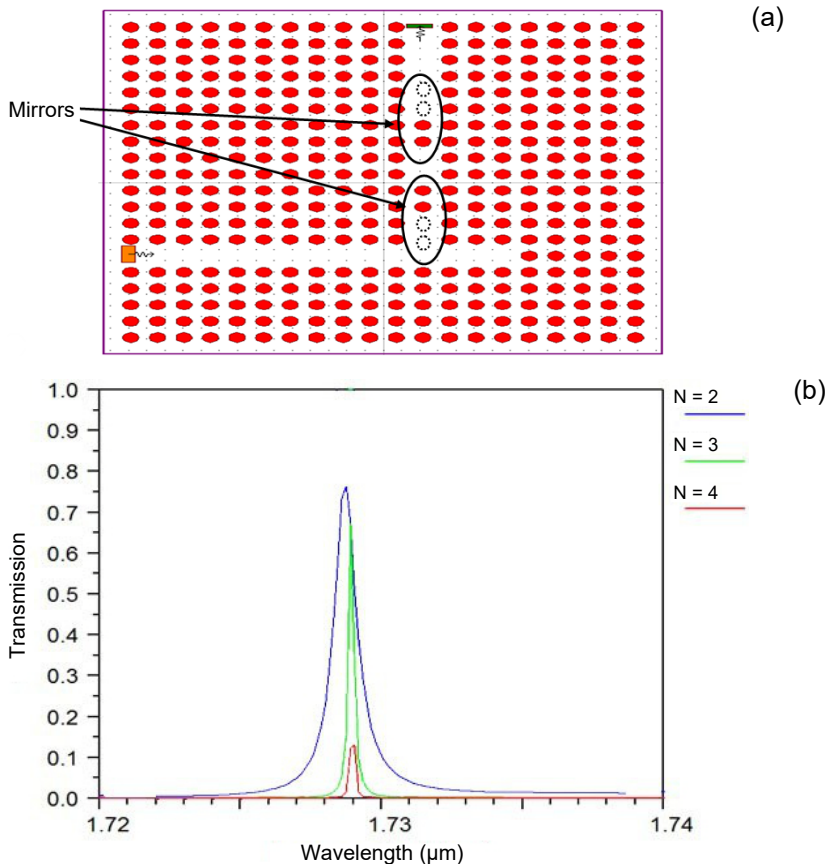 (a)
Mirrors
(b)
1.0
0.9
0.8
0.7
0.6
0.5
0.4
0.3
0.2
0.1
0.0
Transmission
1.72
1.73
1.74
Wavelength (µm)
N = 2
N = 3
N = 4